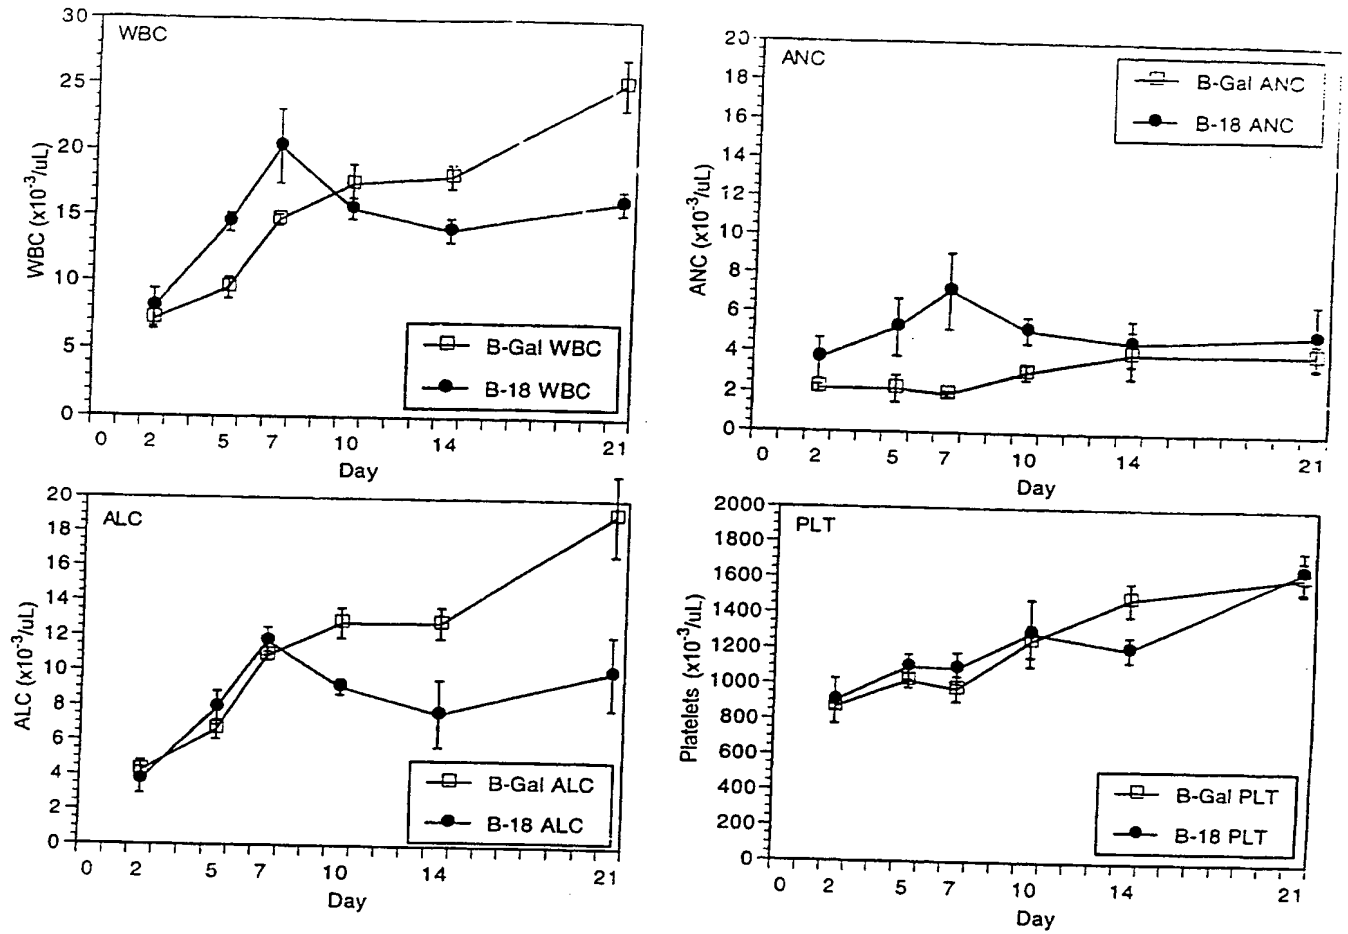 WBC
30
25
20
15
10
5
0
WBC (x10⁻³/uL)
B-Gal WBC
B-18 WBC
0 2 5 7 10 14 21
Day
ANC
20
18
16
14
12
10
8
6
4
2
0
ANC (x10⁻³/uL)
B-Gal ANC
B-18 ANC
0 2 5 7 10 14 21
Day
ALC
20
18
16
14
12
10
8
6
4
2
0
ALC (x10⁻³/uL)
B-Gal ALC
B-18 ALC
0 2 5 7 10 14 21
Day
PLT
2000
1800
1600
1400
1200
1000
800
600
400
200
0
Platelets (x10⁻³/uL)
B-Gal PLT
B-18 PLT
0 2 5 7 10 14 21
Day